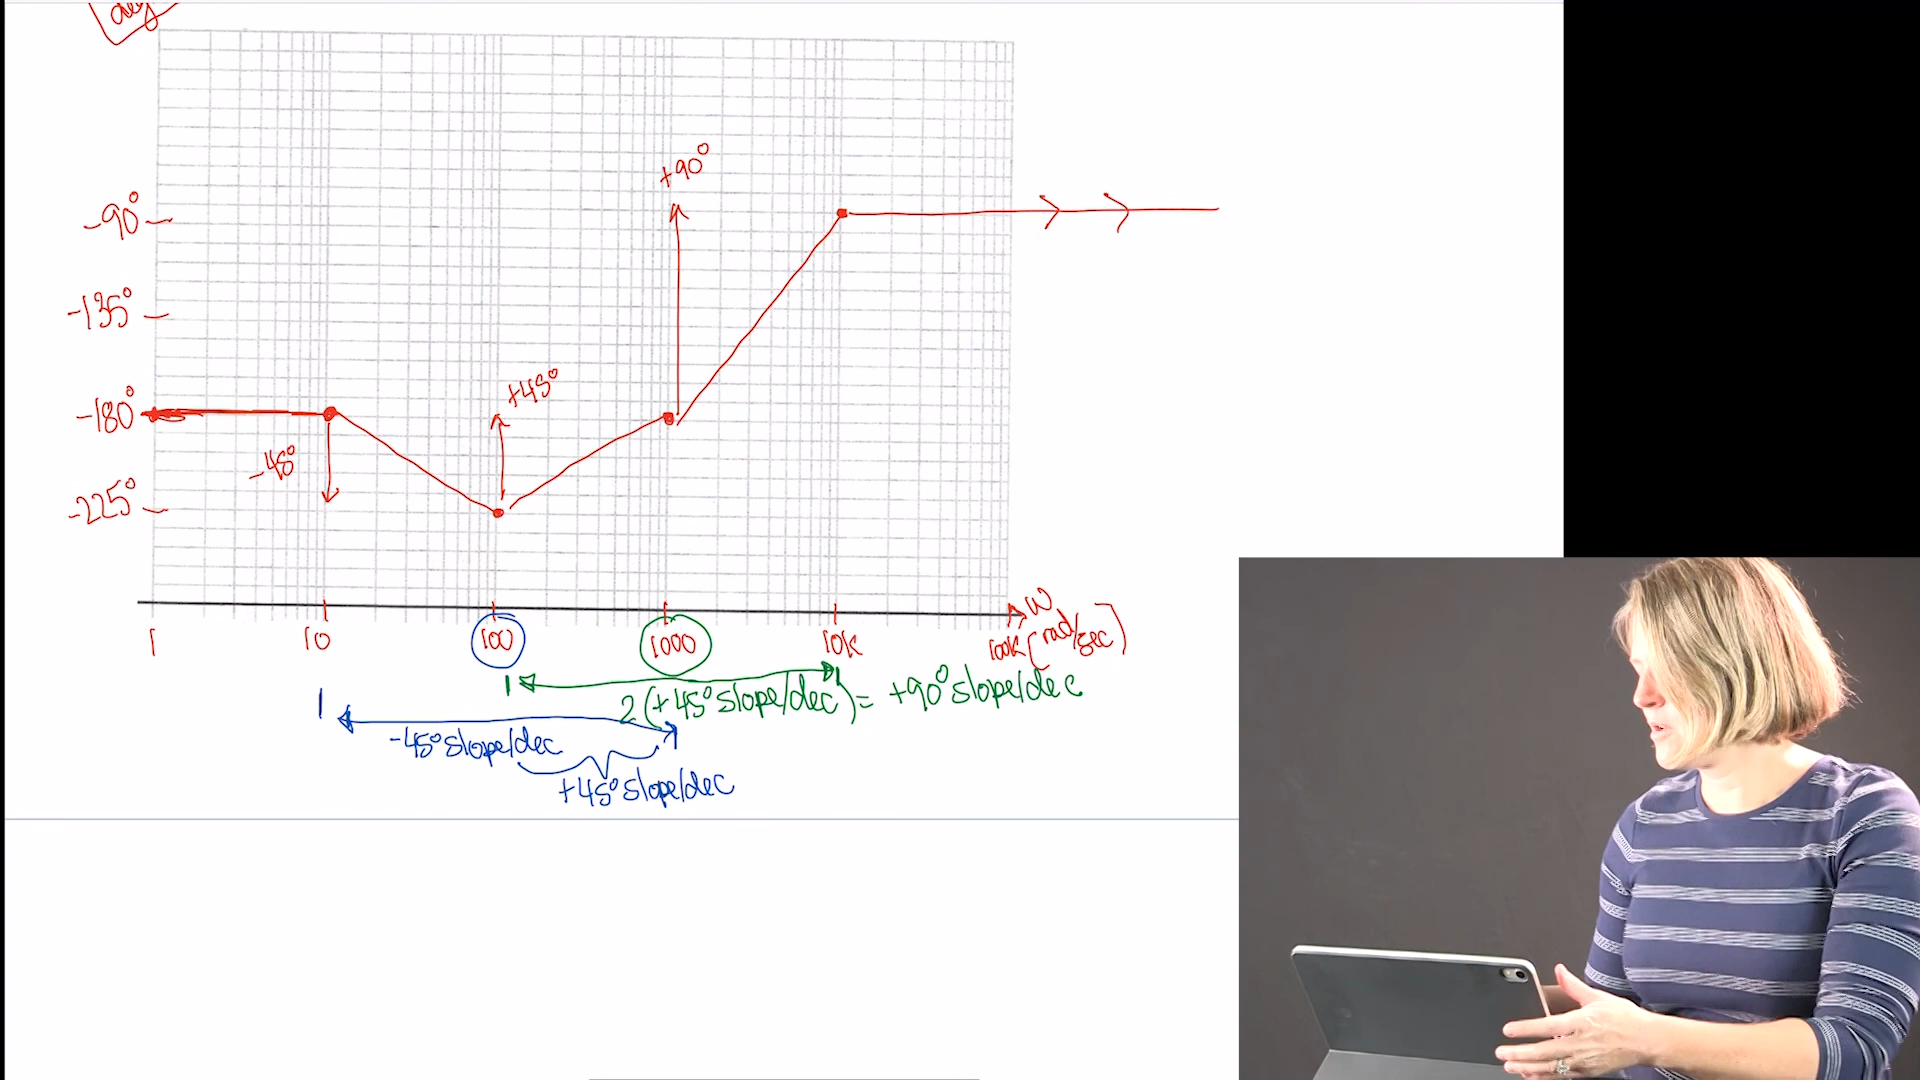 deg
+90°
-90°
-135°
+45°
-180°
-45°
-225°
ω
1 10 100 1000 10k 100k [rad/sec]
2(+45° slope/dec) = +90° slope/dec
-45° slope/dec
+45° slope/dec